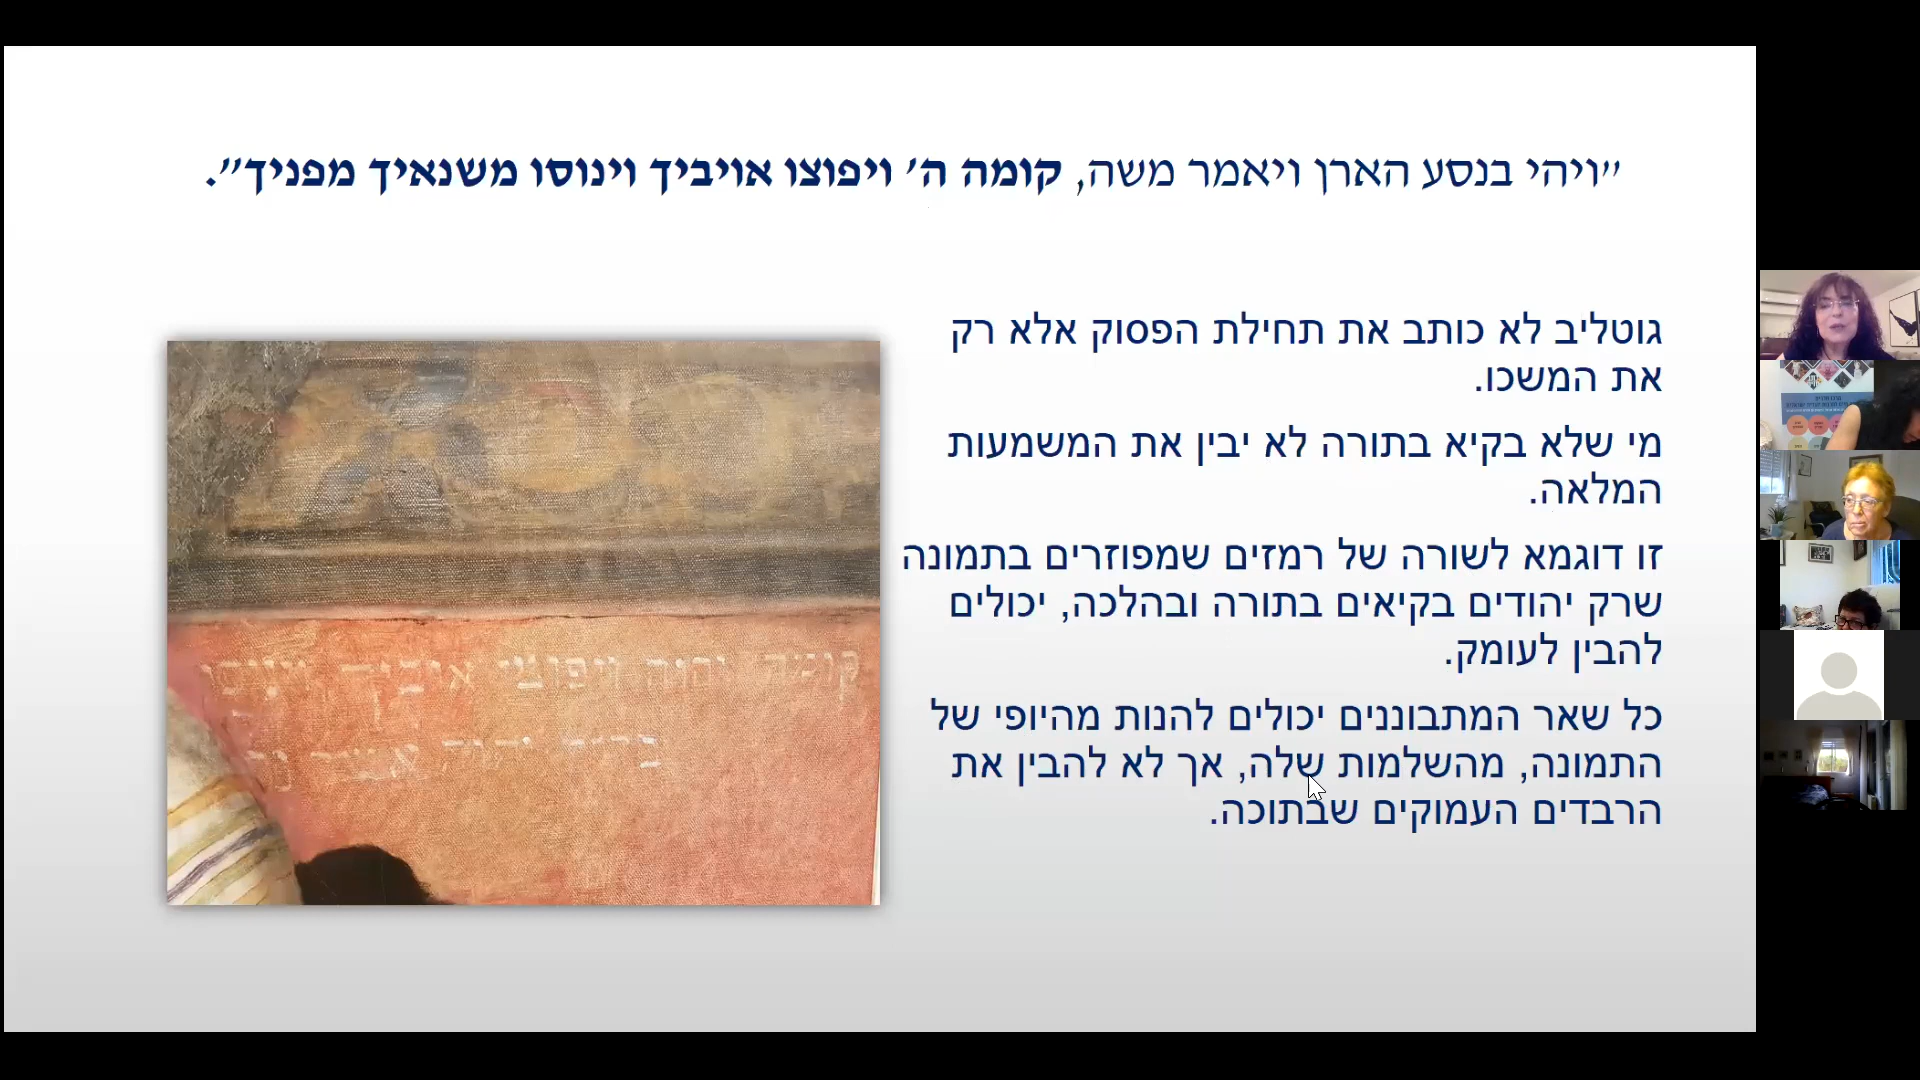 ״ויהי בנסע הארן ויאמר משה, קומה ה׳ ויפוצו אויביך וינוסו משנאיך מפניך״.
גוטליב לא כותב את תחילת הפסוק אלא רק
את המשכו.
מי שלא בקיא בתורה לא יבין את המשמעות
המלאה.
זו דוגמא לשורה של רמזים שמפוזרים בתמונה
שרק יהודים בקיאים בתורה ובהלכה, יכולים
להבין לעומק.
כל שאר המתבוננים יכולים להנות מהיופי של
התמונה, מהשלמות שלה, אך לא להבין את
הרבדים העמוקים שבתוכה.
קומה יהוה ויפוצו